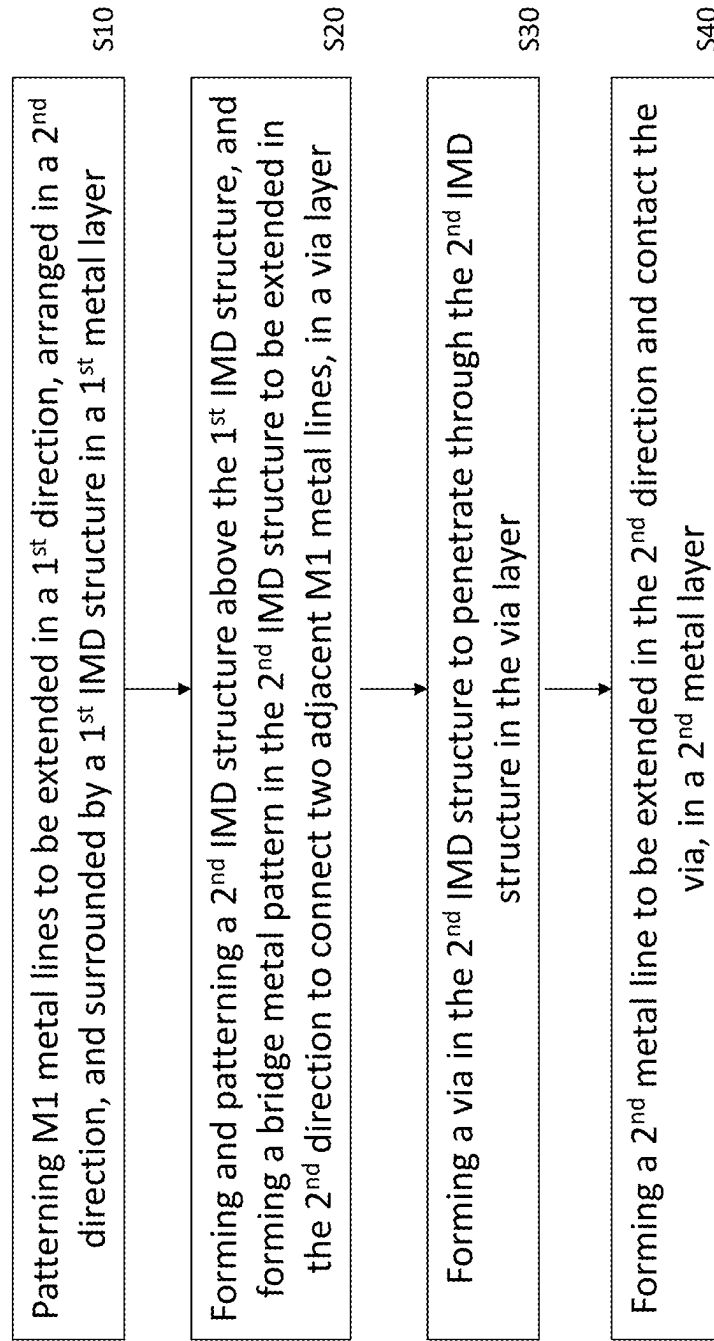 Patterning M1 metal lines to be extended in a 1st direction, arranged in a 2nd
direction, and surrounded by a 1st IMD structure in a 1st metal layer
S10
Forming and patterning a 2nd IMD structure above the 1st IMD structure, and
forming a bridge metal pattern in the 2nd IMD structure to be extended in
the 2nd direction to connect two adjacent M1 metal lines, in a via layer
S20
Forming a via in the 2nd IMD structure to penetrate through the 2nd IMD
structure in the via layer
S30
Forming a 2nd metal line to be extended in the 2nd direction and contact the
via, in a 2nd metal layer
S40